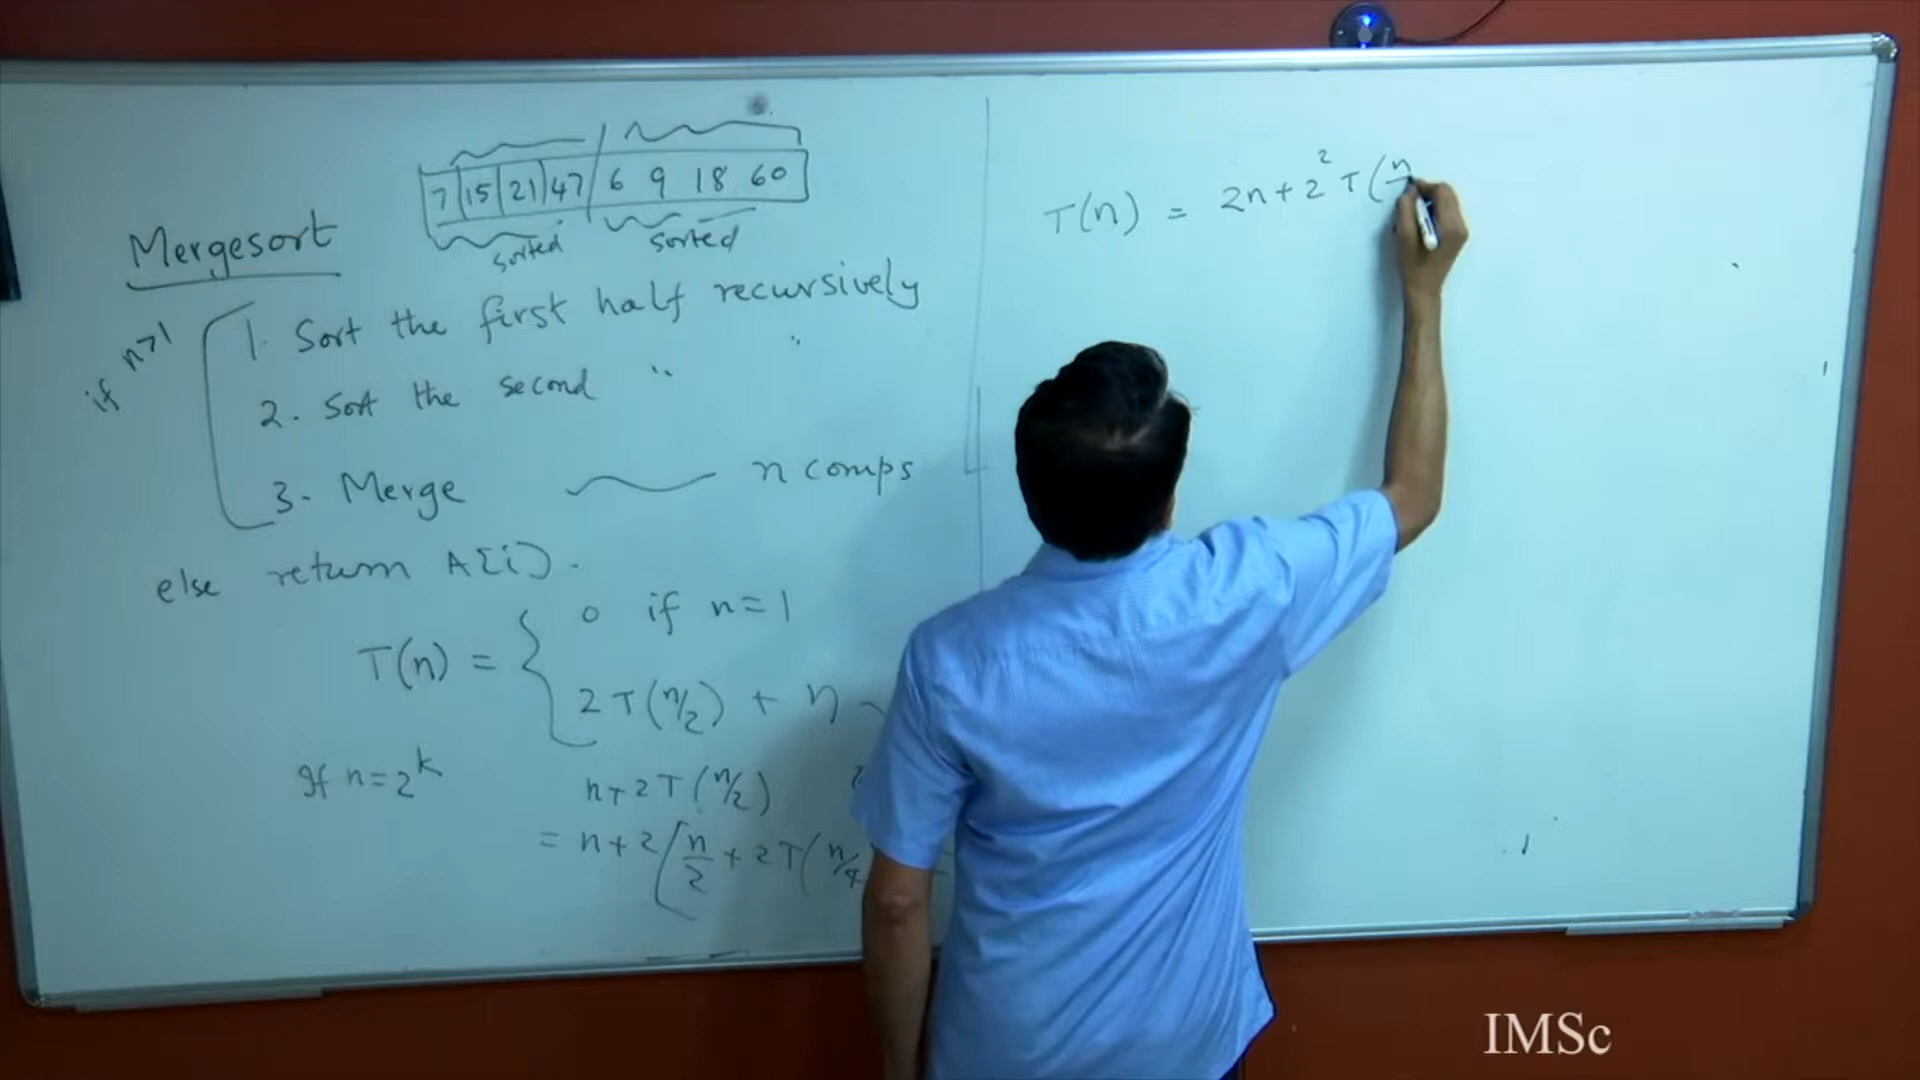 7 15 21 47 6 9 18 60
sorted sorted
Mergesort
if n>1
1. Sort the first half recursively
2. Sort the second " "
3. Merge n comps
else return A[i].
T(n) = { 0 if n=1
2T(n/2) + n
If n=2^k n+2T(n/2)
= n+2(n/2 + 2T(n/4
T(n) = 2n+2^2 T(n
IMSc